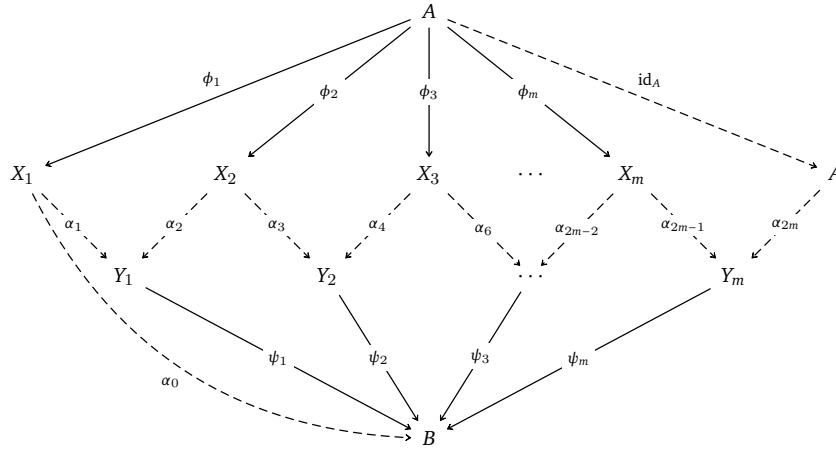 A
ϕ₁ ϕ₂ ϕ₃ ϕₘ id_A
X₁ X₂ X₃ ⋯ Xₘ A
α₁ α₂ α₃ α₄ α₆ α₂ₘ₋₂ α₂ₘ₋₁ α₂ₘ
Y₁ Y₂ ⋯ Yₘ
ψ₁ ψ₂ ψ₃ ψₘ
α₀
B